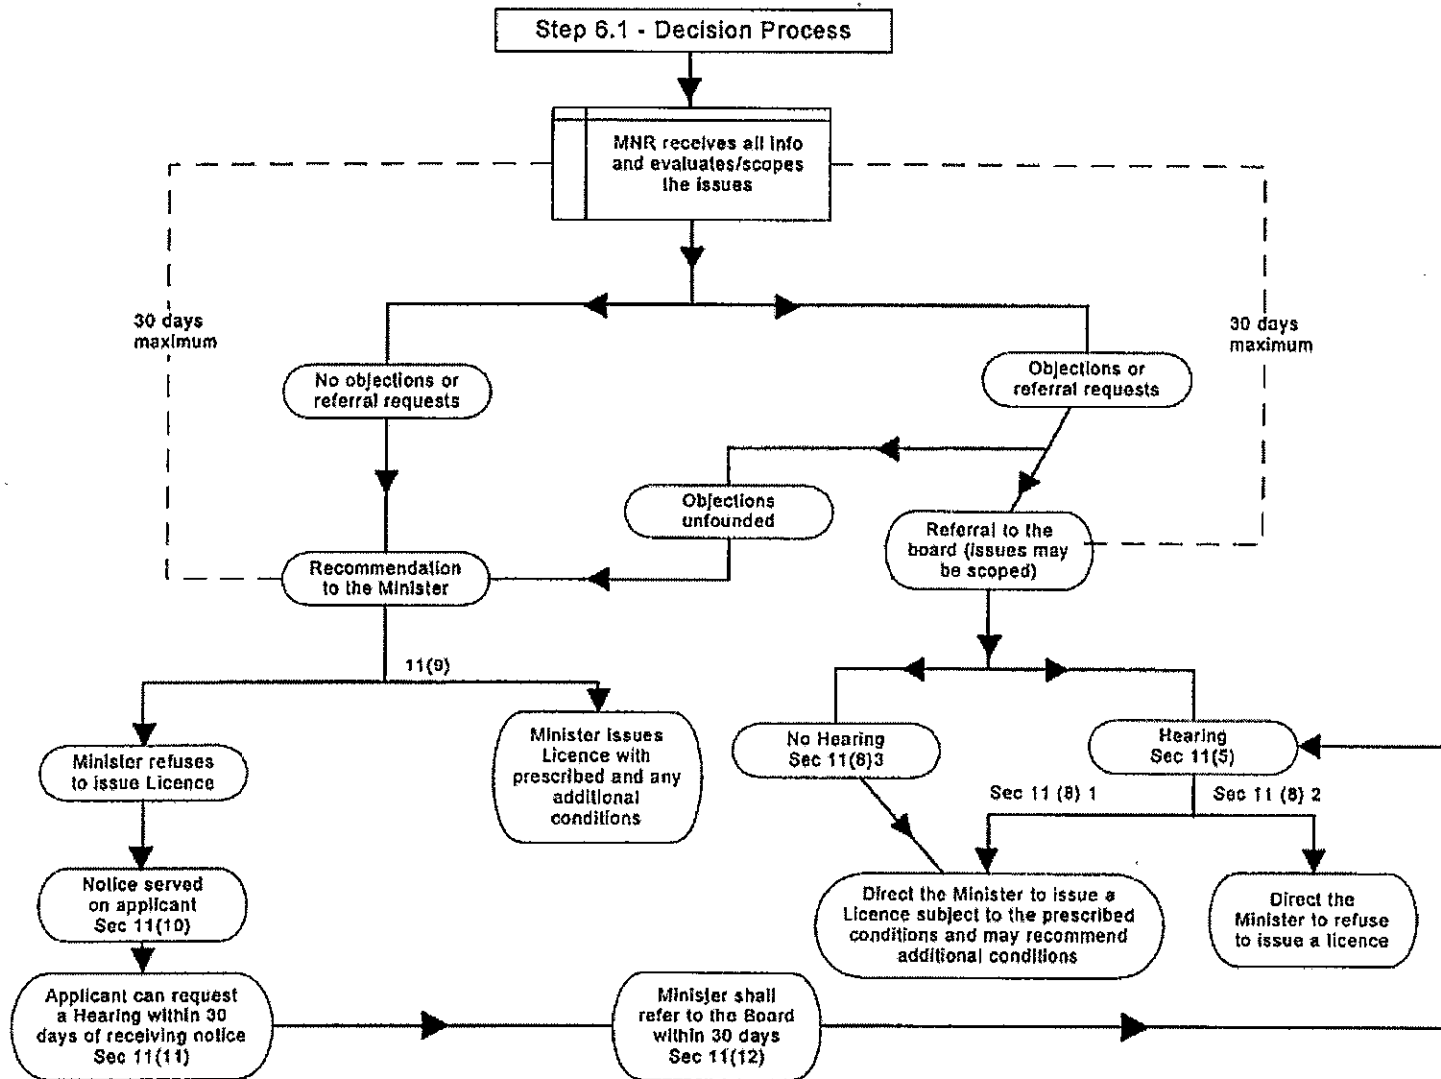 Step 6.1 - Decision Process
MNR receives all info
and evaluates/scopes
the issues
30 days
maximum
30 days
maximum
No objections or
referral requests
Objections or
referral requests
Objections
unfounded
Referral to the
board (issues may
be scoped)
Recommendation
to the Minister
11(9)
Minister refuses
to issue Licence
Minister issues
Licence with
prescribed and any
additional
conditions
No Hearing
Sec 11(8)3
Hearing
Sec 11(5)
Sec 11 (8) 1
Sec 11 (8) 2
Notice served
on applicant
Sec 11(10)
Direct the Minister to issue a
Licence subject to the prescribed
conditions and may recommend
additional conditions
Direct the
Minister to refuse
to issue a licence
Applicant can request
a Hearing within 30
days of receiving notice
Sec 11(11)
Minister shall
refer to the Board
within 30 days
Sec 11(12)